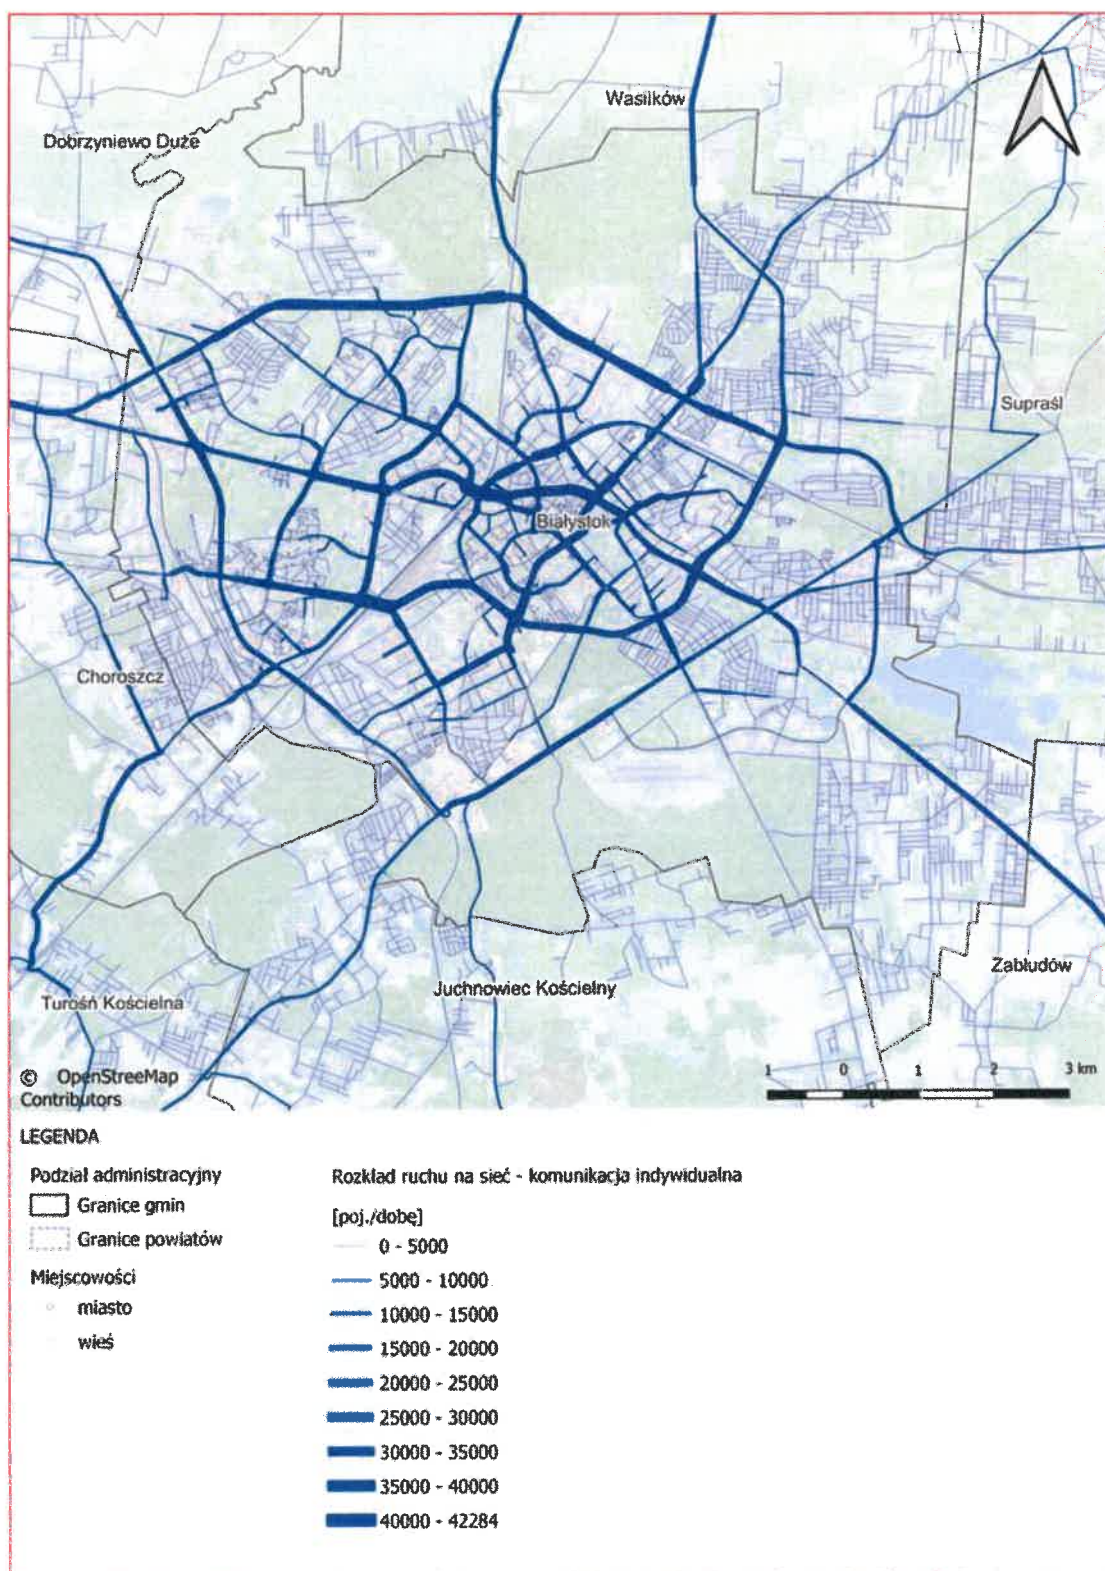 Wasilków
Dobrzyniewo Duże
Supraśl
Białystok
Choroszcz
Zabłudów
Juchnowiec Kościelny
Turośń Kościelna
© OpenStreeMap
Contributors
1 0 1 2 3 km
LEGENDA
Podział administracyjny
Granice gmin
Granice powiatów
Miejscowości
miasto
wieś
Rozkład ruchu na sieć - komunikacja indywidualna
[poj./dobę]
0 - 5000
5000 - 10000
10000 - 15000
15000 - 20000
20000 - 25000
25000 - 30000
30000 - 35000
35000 - 40000
40000 - 42284